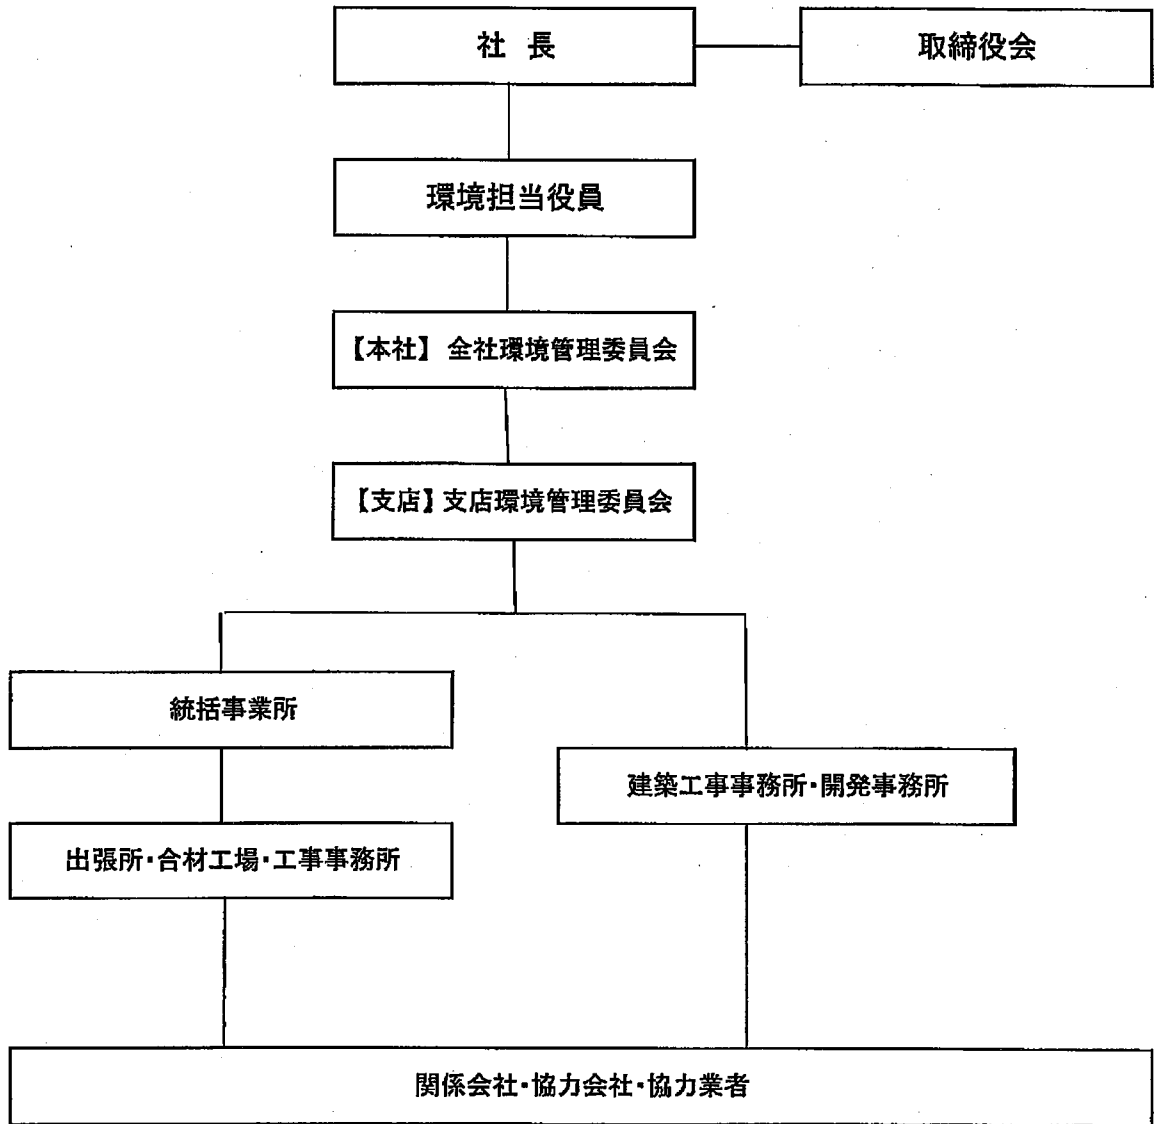 社 長
取締役会
環境担当役員
【本社】 全社環境管理委員会
【支店】支店環境管理委員会
統括事業所
建築工事事務所・開発事務所
出張所・合材工場・工事事務所
関係会社・協力会社・協力業者